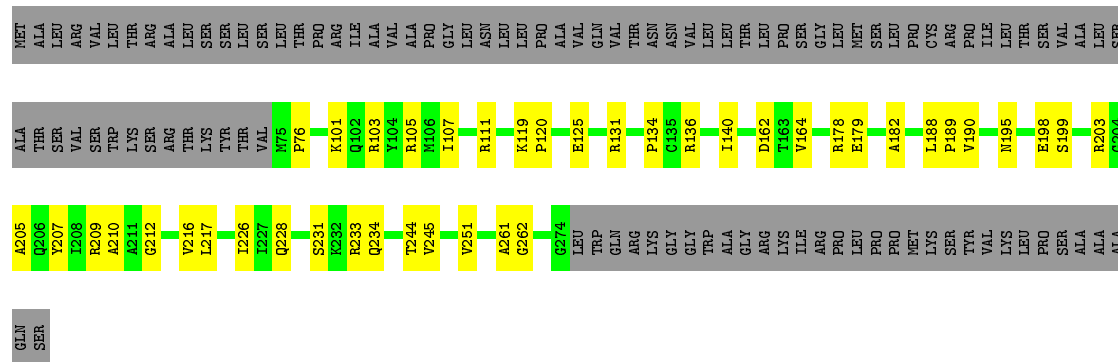 MET ALA LEU ARG VAL LEU THR ARG ALA LEU SER SER LEU SER LEU THR PRO ARG ILE ALA VAL ALA PRO GLY LEU ASN LEU LEU PRO ALA VAL GLN VAL THR ASN ASN VAL LEU LEU THR LEU PRO SER GLY LEU MET SER LEU PRO CYS ARG PRO ILE LEU THR SER VAL ALA LEU SER
ALA THR SER VAL SER TRP LYS SER ARG THR LYS TYR THR VAL M75 P76 K101 Q102 R103 Y104 R105 M106 I107 R111 K119 P120 E125 R131 P134 C135 R136 I140 D162 T163 V164 R178 E179 A182 L188 P189 V190 N195 E198 S199 R203 G204
A205 Q206 Y207 I208 R209 A210 A211 G212 V216 L217 I226 I227 Q228 S231 K232 R233 Q234 T244 V245 V251 A261 G262 G274 LEU TRP GLN ARG LYS GLY GLY TRP ALA GLY ARG LYS ILE ARG PRO LEU PRO PRO MET LYS SER TYR VAL LYS LEU PRO SER ALA ALA ALA
GLN SER